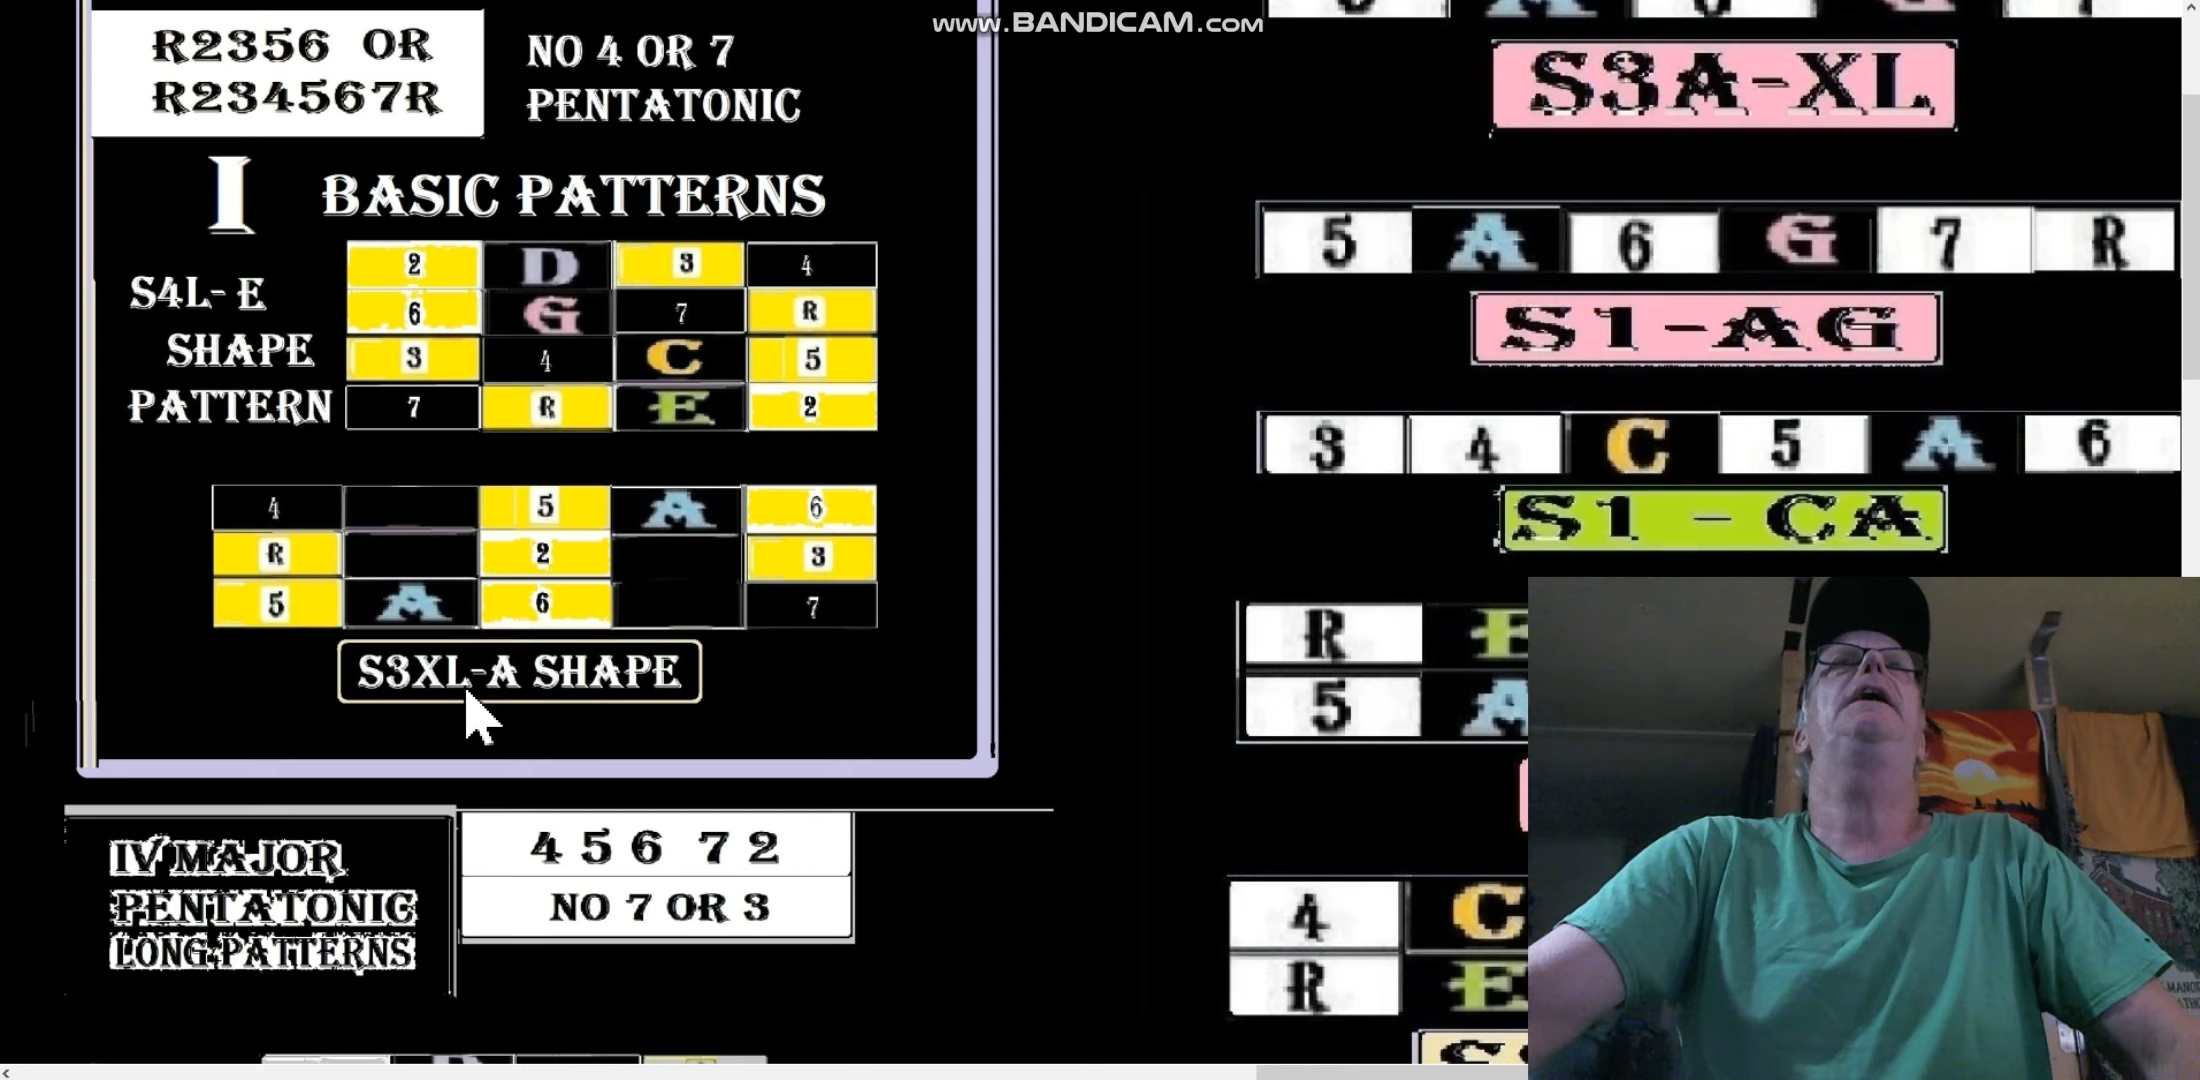 www.BANDICAM.com
R2356 OR
R234567R
NO 4 OR 7
PENTATONIC
I BASIC PATTERNS
S4L- E
SHAPE
PATTERN
2 D 3 4
6 G 7 R
3 4 C 5
7 R E 2
4 5 A 6
R 2 3
5 A 6 7
S3XL-A SHAPE
IV MAJOR
PENTATONIC
LONG PATTERNS
4 5 6 7 2
NO 7 OR 3
S3A-XL
5 A 6 G 7 R
S1-AG
3 4 C 5 A 6
S1 - CA
R E
5 A
4 C
R E